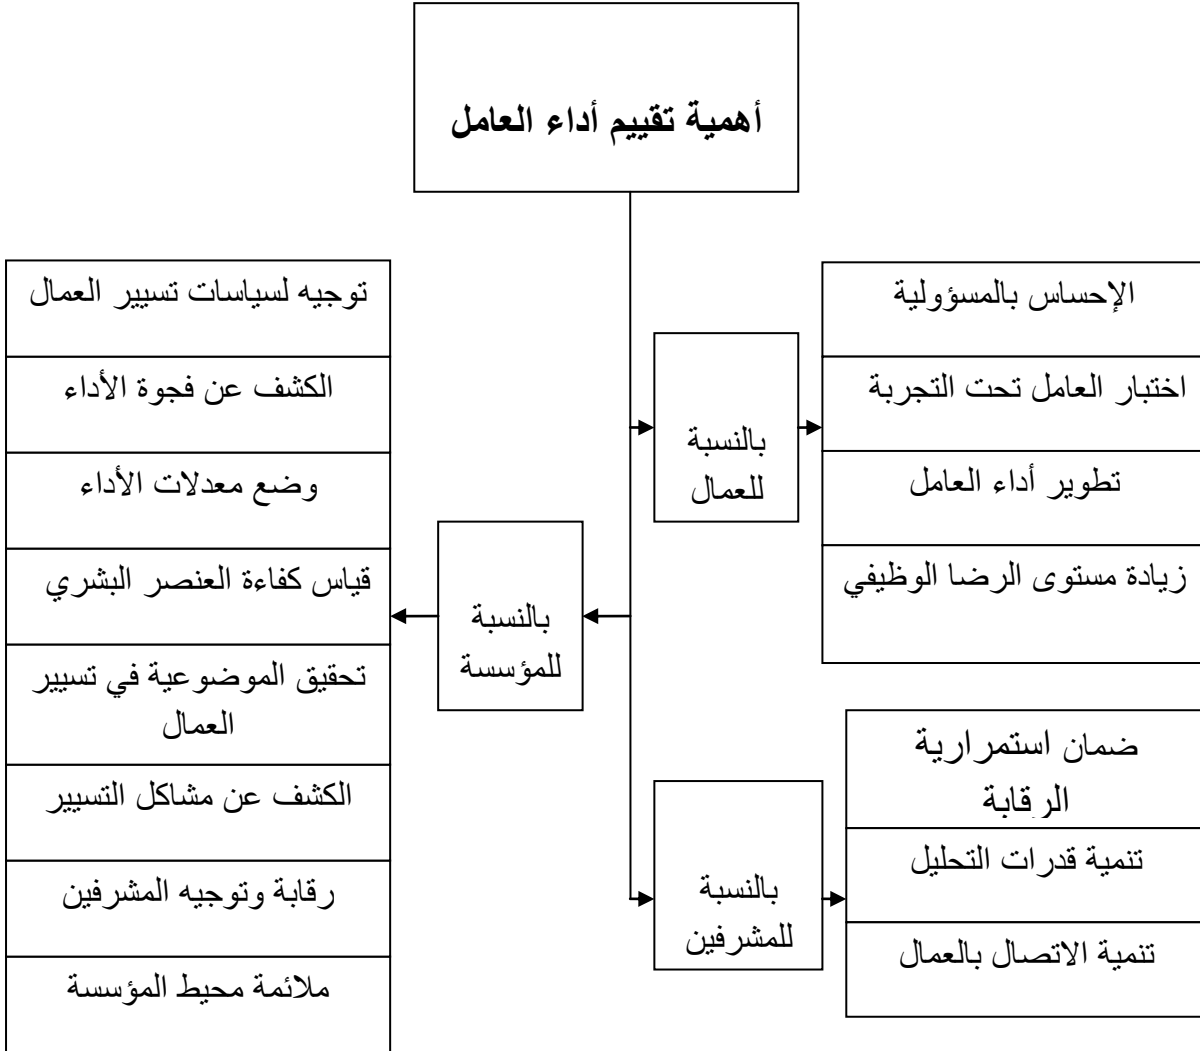 أهمية تقييم أداء العامل
بالنسبة
للعمال
الإحساس بالمسؤولية
اختبار العامل تحت التجربة
تطوير أداء العامل
زيادة مستوى الرضا الوظيفي
بالنسبة
للمشرفين
ضمان استمرارية
الرقابة
تنمية قدرات التحليل
تنمية الاتصال بالعمال
بالنسبة
للمؤسسة
توجيه لسياسات تسيير العمال
الكشف عن فجوة الأداء
وضع معدلات الأداء
قياس كفاءة العنصر البشري
تحقيق الموضوعية في تسيير
العمال
الكشف عن مشاكل التسيير
رقابة وتوجيه المشرفين
ملائمة محيط المؤسسة